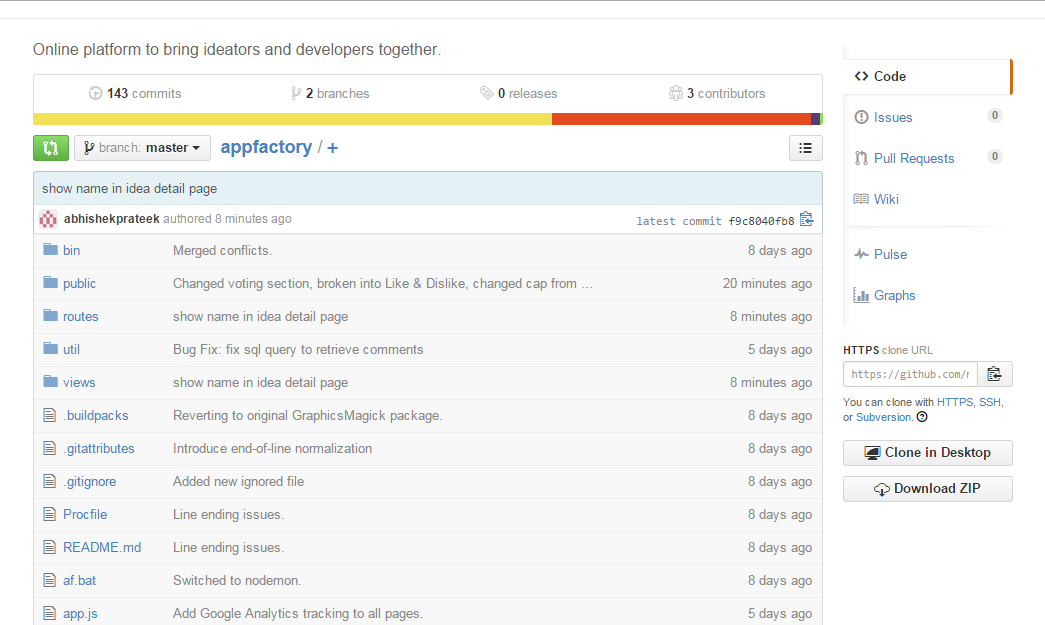 Online platform to bring ideators and developers together.
143 commits 2 branches 0 releases 3 contributors
branch: master appfactory / +
show name in idea detail page
abhishekprateek authored 8 minutes ago latest commit f9c8040fb8
bin Merged conflicts. 8 days ago
public Changed voting section, broken into Like & Dislike, changed cap from … 20 minutes ago
routes show name in idea detail page 8 minutes ago
util Bug Fix: fix sql query to retrieve comments 5 days ago
views show name in idea detail page 8 minutes ago
.buildpacks Reverting to original GraphicsMagick package. 8 days ago
.gitattributes Introduce end-of-line normalization 8 days ago
.gitignore Added new ignored file 8 days ago
Procfile Line ending issues. 8 days ago
README.md Line ending issues. 8 days ago
af.bat Switched to nodemon. 8 days ago
app.js Add Google Analytics tracking to all pages. 5 days ago
Code
Issues 0
Pull Requests 0
Wiki
Pulse
Graphs
HTTPS clone URL
https://github.com/
You can clone with HTTPS, SSH,
or Subversion.
Clone in Desktop
Download ZIP